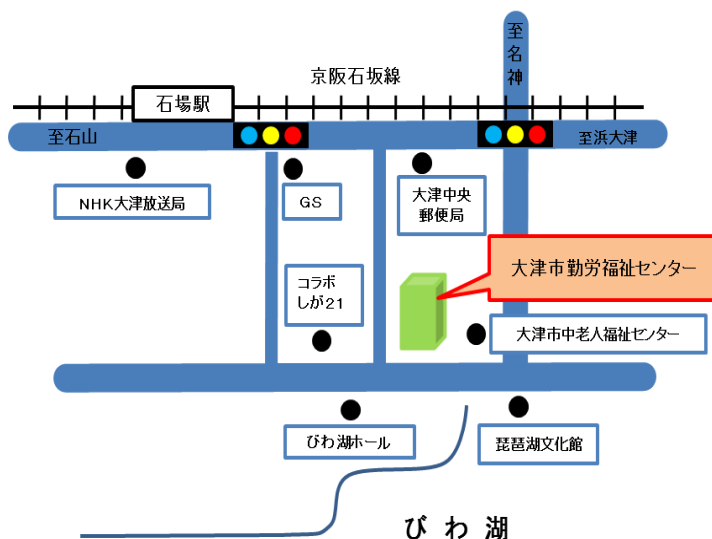 至名神
京阪石坂線
石場駅
至石山
至浜大津
NHK大津放送局
GS
大津中央
郵便局
大津市勤労福祉センター
コラボ
しが21
大津市中老人福祉センター
びわ湖ホール
琵琶湖文化館
びわ湖